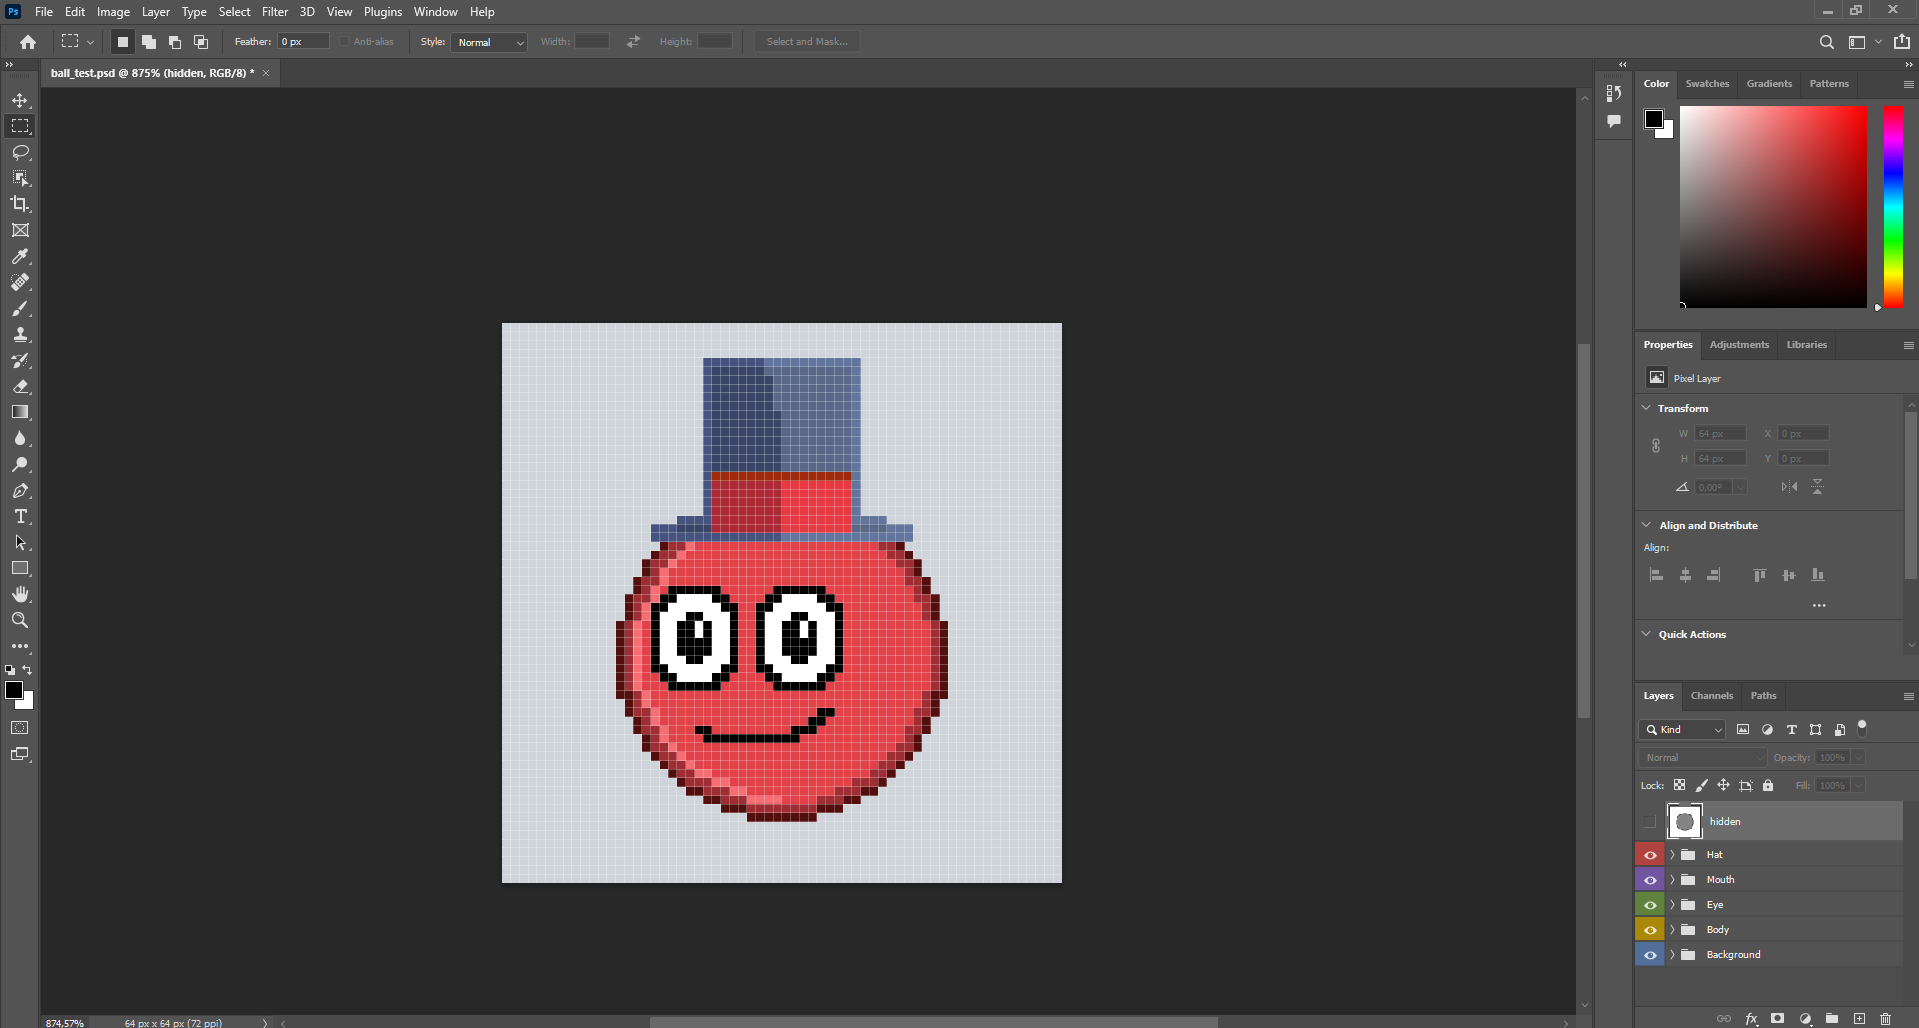 Ps File Edit Image Layer Type Select Filter 3D View Plugins Window Help
Feather: 0 px Anti-alias Style: Normal Width: Height: Select and Mask...
ball_test.psd @ 875% (hidden, RGB/8) * ×
Color Swatches Gradients Patterns
Properties Adjustments Libraries
Pixel Layer
Transform
W 64 px X 0 px
H 64 px Y 0 px
0,00°
Align and Distribute
Align:
Quick Actions
Layers Channels Paths
Kind
Normal Opacity: 100%
Lock: Fill: 100%
hidden
Hat
Mouth
Eye
Body
Background
874,57% 64 px x 64 px (72 ppi)